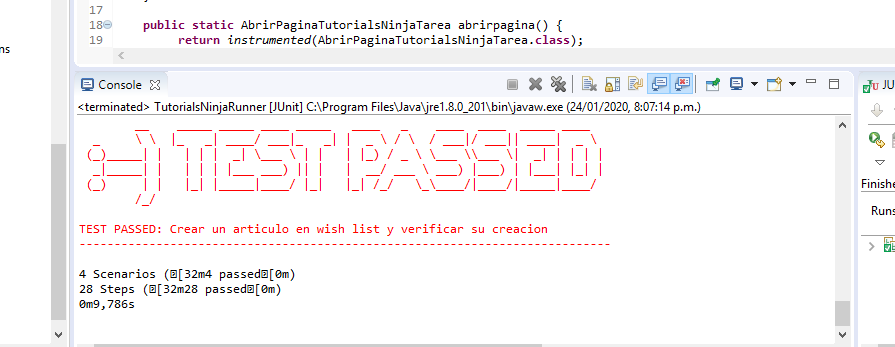 ns
17
18 public static AbrirPaginaTutorialsNinjaTarea abrirpagina() {
19 return instrumented(AbrirPaginaTutorialsNinjaTarea.class);
Console
JU
<terminated> TutorialsNinjaRunner [JUnit] C:\Program Files\Java\jre1.8.0_201\bin\javaw.exe (24/01/2020, 8:07:14 p.m.)
:-) TEST PASSED
TEST PASSED: Crear un articulo en wish list y verificar su creacion
----------------------------------------------------------------------
Finishe
Runs
4 Scenarios ([32m4 passed[0m)
28 Steps ([32m28 passed[0m)
0m9,786s